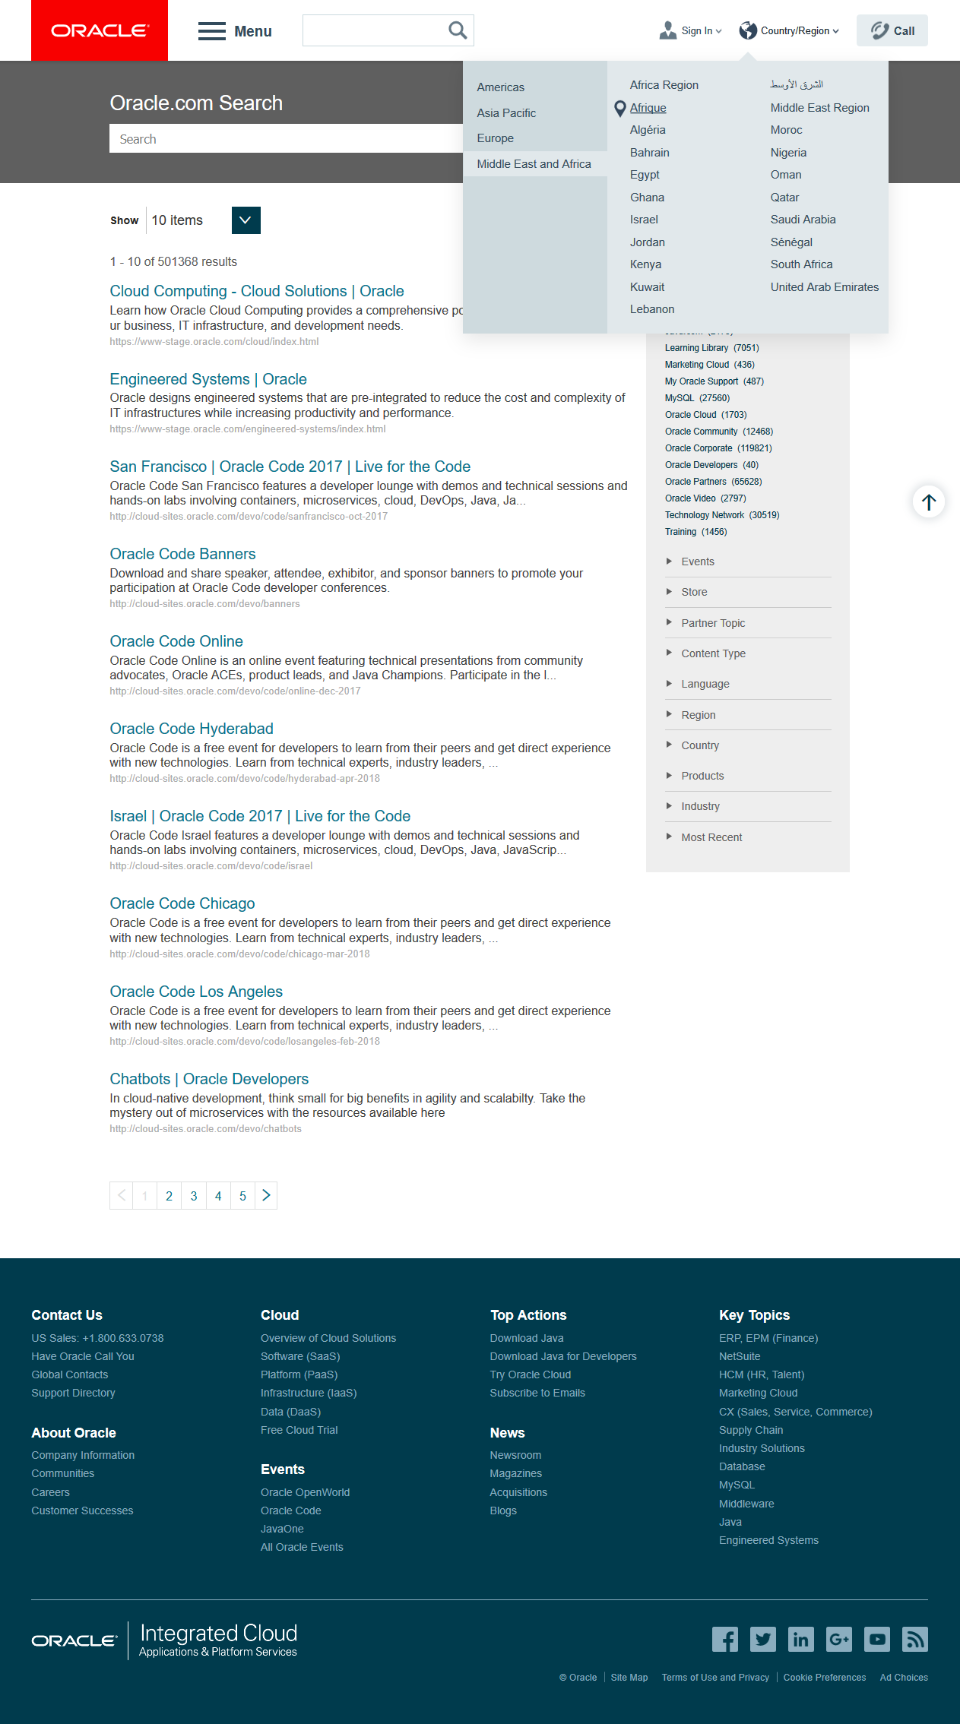 ORACLE
Menu
Sign In
Country/Region
Call
Oracle.com Search
Search
Americas
Asia Pacific
Europe
Middle East and Africa
Africa Region
Afrique
Algéria
Bahrain
Egypt
Ghana
Israel
Jordan
Kenya
Kuwait
Lebanon
الشرق الأوسط
Middle East Region
Moroc
Nigeria
Oman
Qatar
Saudi Arabia
Sénégal
South Africa
United Arab Emirates
Show 10 items
1 - 10 of 501368 results
Cloud Computing - Cloud Solutions | Oracle
Learn how Oracle Cloud Computing provides a comprehensive
ur business, IT infrastructure, and development needs.
https://www-stage.oracle.com/cloud/index.html
Engineered Systems | Oracle
Oracle designs engineered systems that are pre-integrated to reduce the cost and complexity of
IT infrastructures while increasing productivity and performance.
https://www-stage.oracle.com/engineered-systems/index.html
San Francisco | Oracle Code 2017 | Live for the Code
Oracle Code San Francisco features a developer lounge with demos and technical sessions and
hands-on labs involving containers, microservices, cloud, DevOps, Java, Ja...
http://cloud-sites.oracle.com/devo/code/sanfrancisco-oct-2017
Oracle Code Banners
Download and share speaker, attendee, exhibitor, and sponsor banners to promote your
participation at Oracle Code developer conferences.
http://cloud-sites.oracle.com/devo/banners
Oracle Code Online
Oracle Code Online is an online event featuring technical presentations from community
advocates, Oracle ACEs, product leads, and Java Champions. Participate in the l...
http://cloud-sites.oracle.com/devo/code/online-dec-2017
Oracle Code Hyderabad
Oracle Code is a free event for developers to learn from their peers and get direct experience
with new technologies. Learn from technical experts, industry leaders, ...
http://cloud-sites.oracle.com/devo/code/hyderabad-apr-2018
Israel | Oracle Code 2017 | Live for the Code
Oracle Code Israel features a developer lounge with demos and technical sessions and
hands-on labs involving containers, microservices, cloud, DevOps, Java, JavaScrip...
http://cloud-sites.oracle.com/devo/code/israel
Oracle Code Chicago
Oracle Code is a free event for developers to learn from their peers and get direct experience
with new technologies. Learn from technical experts, industry leaders, ...
http://cloud-sites.oracle.com/devo/code/chicago-mar-2018
Oracle Code Los Angeles
Oracle Code is a free event for developers to learn from their peers and get direct experience
with new technologies. Learn from technical experts, industry leaders, ...
http://cloud-sites.oracle.com/devo/code/losangeles-feb-2018
Chatbots | Oracle Developers
In cloud-native development, think small for big benefits in agility and scalabilty. Take the
mystery out of microservices with the resources available here
http://cloud-sites.oracle.com/devo/chatbots
1 2 3 4 5
Learning Library (7051)
Marketing Cloud (436)
My Oracle Support (487)
MySQL (27560)
Oracle Cloud (1703)
Oracle Community (12468)
Oracle Corporate (119821)
Oracle Developers (40)
Oracle Partners (65628)
Oracle Video (2797)
Technology Network (30519)
Training (1456)
Events
Store
Partner Topic
Content Type
Language
Region
Country
Products
Industry
Most Recent
Contact Us
US Sales: +1.800.633.0738
Have Oracle Call You
Global Contacts
Support Directory
About Oracle
Company Information
Communities
Careers
Customer Successes
Cloud
Overview of Cloud Solutions
Software (SaaS)
Platform (PaaS)
Infrastructure (IaaS)
Data (DaaS)
Free Cloud Trial
Events
Oracle OpenWorld
Oracle Code
JavaOne
All Oracle Events
Top Actions
Download Java
Download Java for Developers
Try Oracle Cloud
Subscribe to Emails
News
Newsroom
Magazines
Acquisitions
Blogs
Key Topics
ERP, EPM (Finance)
NetSuite
HCM (HR, Talent)
Marketing Cloud
CX (Sales, Service, Commerce)
Supply Chain
Industry Solutions
Database
MySQL
Middleware
Java
Engineered Systems
ORACLE
Integrated Cloud
Applications & Platform Services
© Oracle | Site Map Terms of Use and Privacy | Cookie Preferences Ad Choices